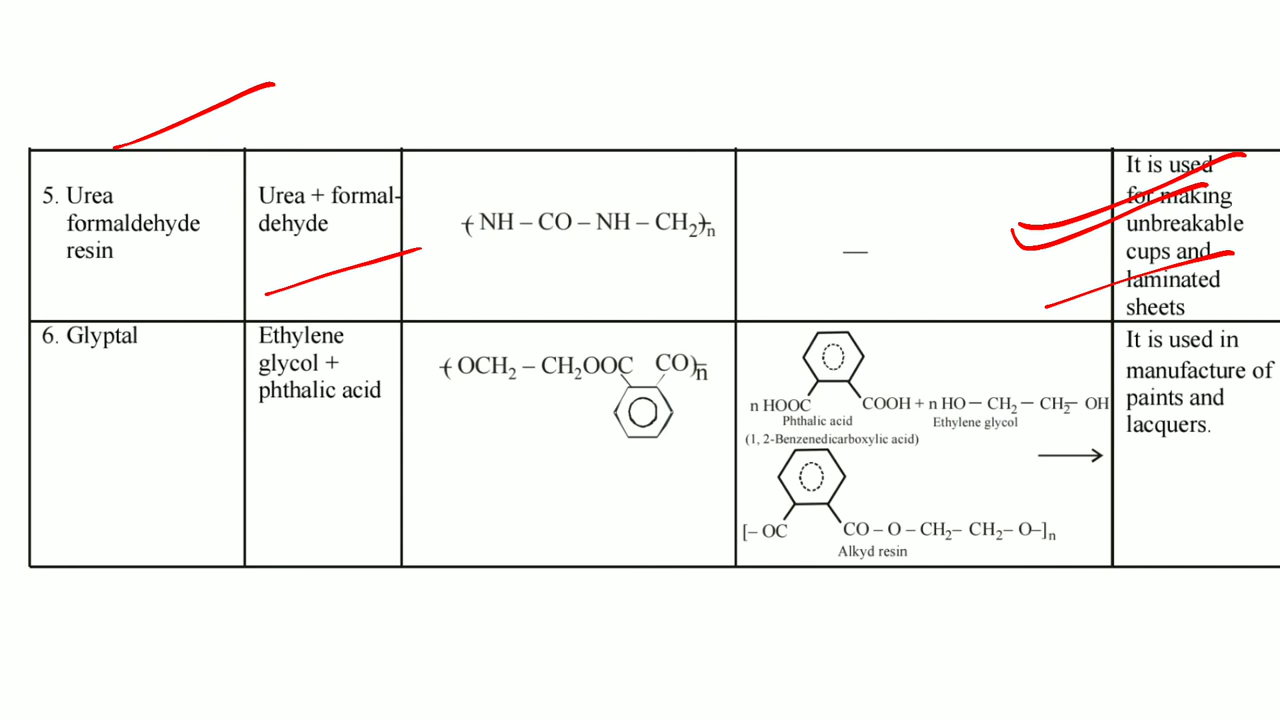 5. Urea
formaldehyde
resin
Urea + formal-
dehyde
( NH – CO – NH – CH₂)n
—
It is used
for making
unbreakable
cups and
laminated
sheets
6. Glyptal
Ethylene
glycol +
phthalic acid
( OCH₂ – CH₂OOC CO)n
n HOOC COOH + n HO — CH₂ — CH₂ — OH
Phthalic acid Ethylene glycol
(1, 2-Benzenedicarboxylic acid)
[– OC CO – O – CH₂– CH₂– O–]n
Alkyd resin
It is used in
manufacture of
paints and
lacquers.